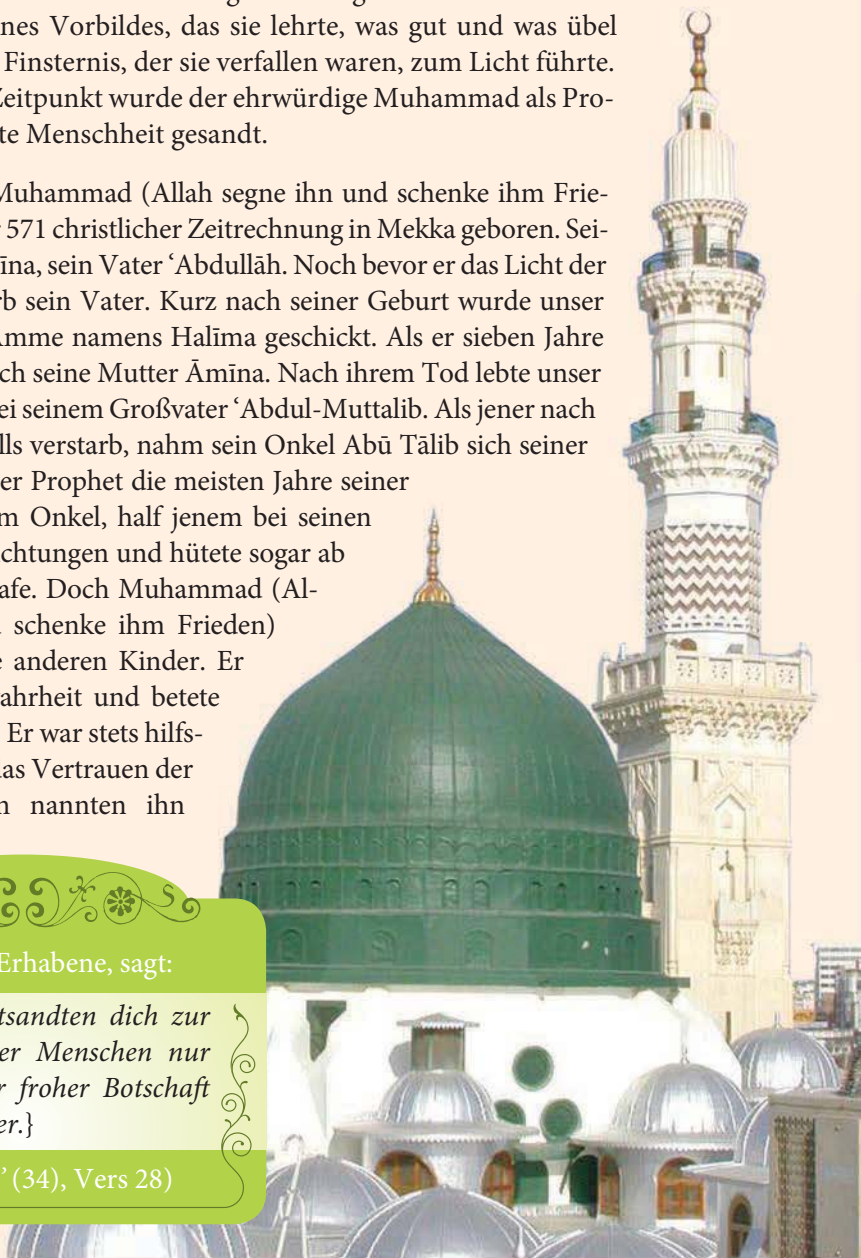 nes Vorbildes, das sie lehrte, was gut und was übel
Finsternis, der sie verfallen waren, zum Licht führte.
Zeitpunkt wurde der ehrwürdige Muhammad als Pro-
te Menschheit gesandt.
Muhammad (Allah segne ihn und schenke ihm Frie-
571 christlicher Zeitrechnung in Mekka geboren. Sei-
īna, sein Vater ‘Abdullāh. Noch bevor er das Licht der
rb sein Vater. Kurz nach seiner Geburt wurde unser
Amme namens Halīma geschickt. Als er sieben Jahre
ch seine Mutter Āmīna. Nach ihrem Tod lebte unser
ei seinem Großvater ‘Abdul-Muttalib. Als jener nach
lls verstarb, nahm sein Onkel Abū Tālib sich seiner
er Prophet die meisten Jahre seiner
m Onkel, half jenem bei seinen
ichtungen und hütete sogar ab
afe. Doch Muhammad (Al-
schenke ihm Frieden)
e anderen Kinder. Er
wahrheit und betete
Er war stets hilfs-
das Vertrauen der
n nannten ihn
Erhabene, sagt:
tsandten dich zur
er Menschen nur
r froher Botschaft
er.}
’ (34), Vers 28)